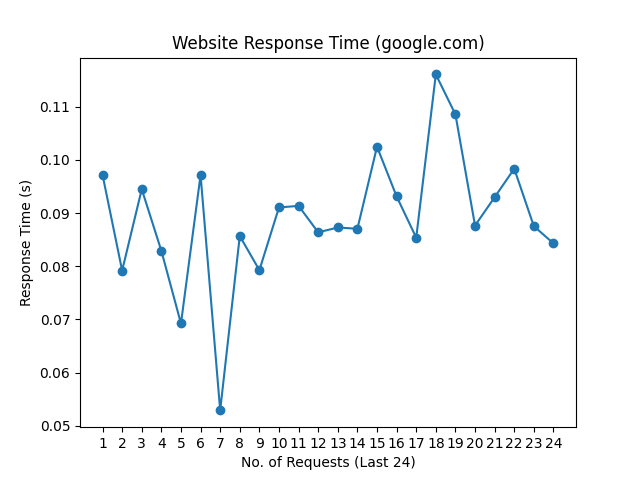 Website Response Time (google.com)
0.11
0.10
0.09
0.08
0.07
0.06
0.05
Response Time (s)
1 2 3 4 5 6 7 8 9 10 11 12 13 14 15 16 17 18 19 20 21 22 23 24
No. of Requests (Last 24)